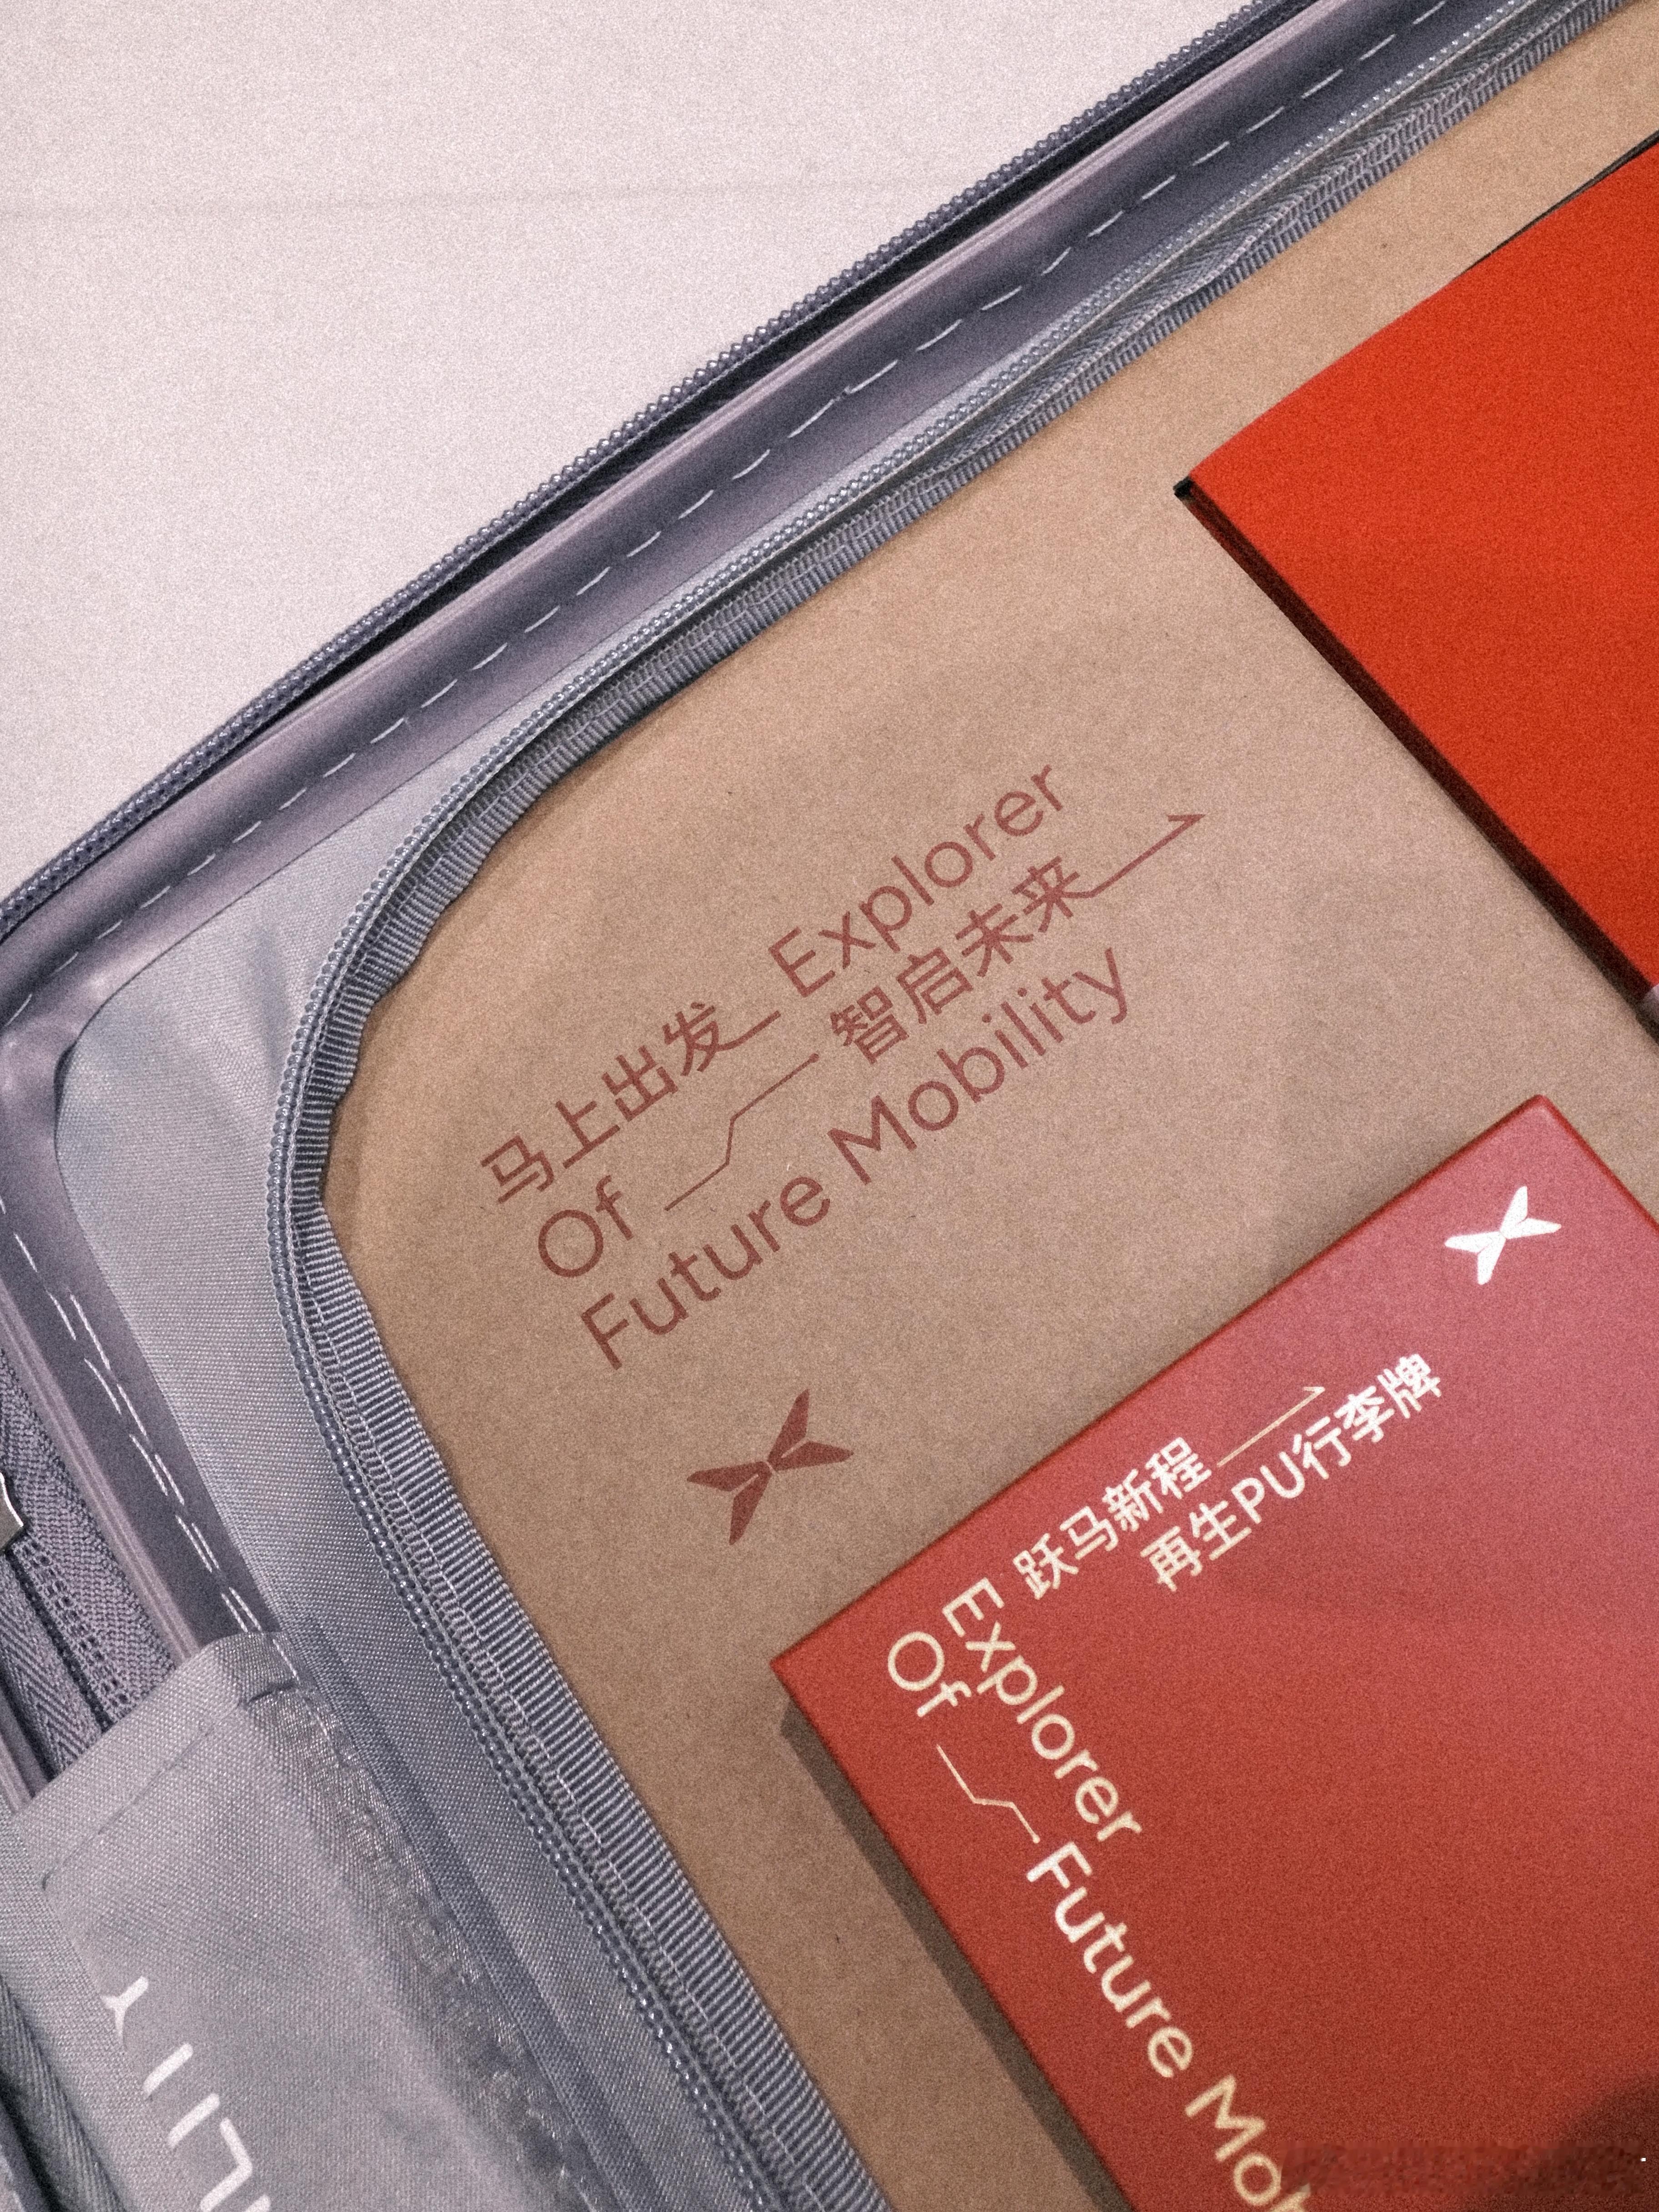 马上出发 Explorer
Of 智启未来
Future Mobility
跃马新程
再生PU行李牌
Explorer
Of
Future Mob